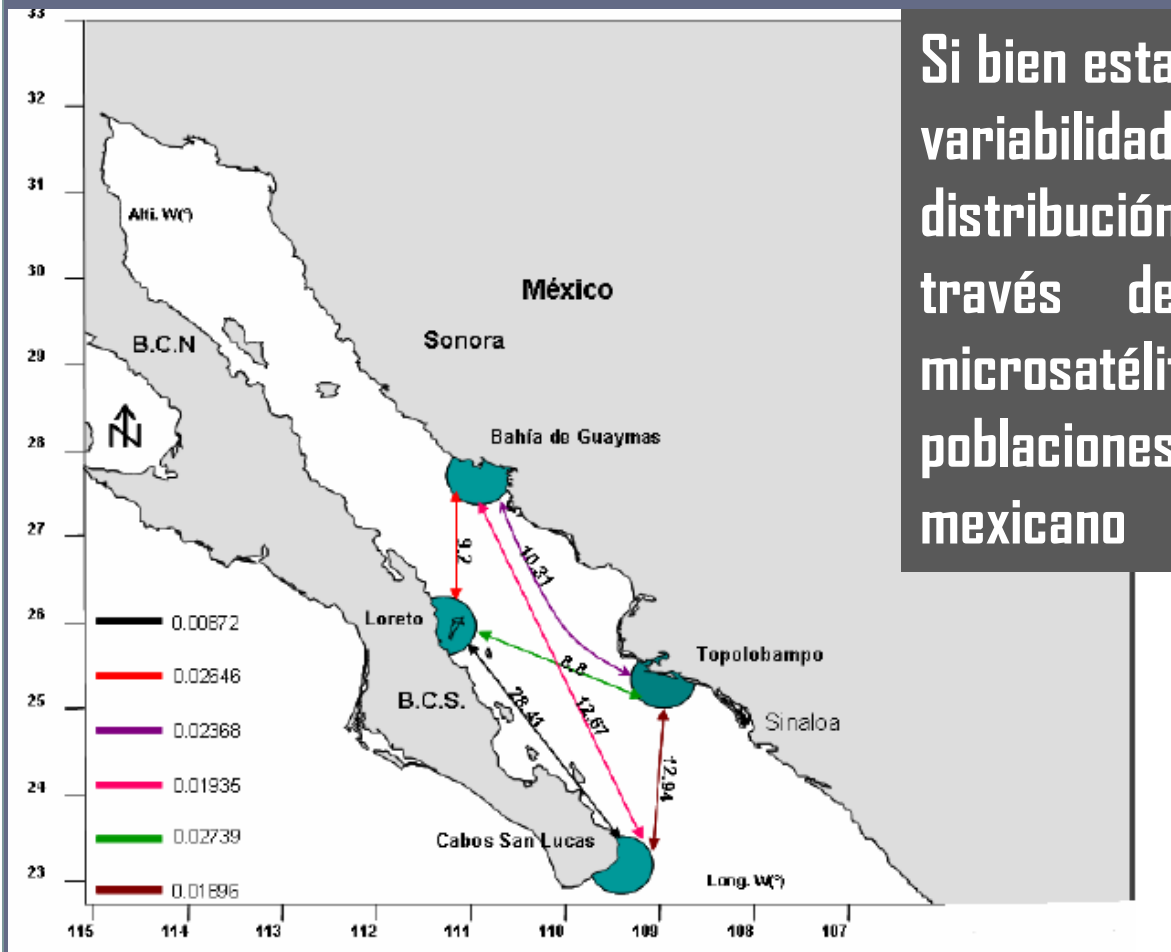 33
32
31
30
29
28
27
26
25
24
23
Alti. W(º)
B.C.N
México
Sonora
Bahía de Guaymas
9.2
10.31
Loreto
8.8
Topolobampo
B.C.S.
28.41
12.67
Sinaloa
12.94
Cabos San Lucas
Long. W(º)
N
0.00872
0.02646
0.02368
0.01935
0.02739
0.01896
115 114 113 112 111 110 109 108 107
Si bien esta
variabilidad
distribución
través de
microsatéli
poblaciones
mexicano